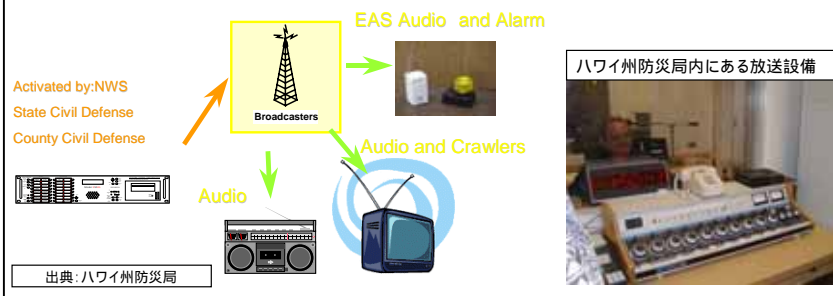 EAS Audio and Alarm
ハワイ州防災局内にある放送設備
Activated by:NWS
State Civil Defense
County Civil Defense
Broadcasters
Audio and Crawlers
Audio
出典:ハワイ州防災局